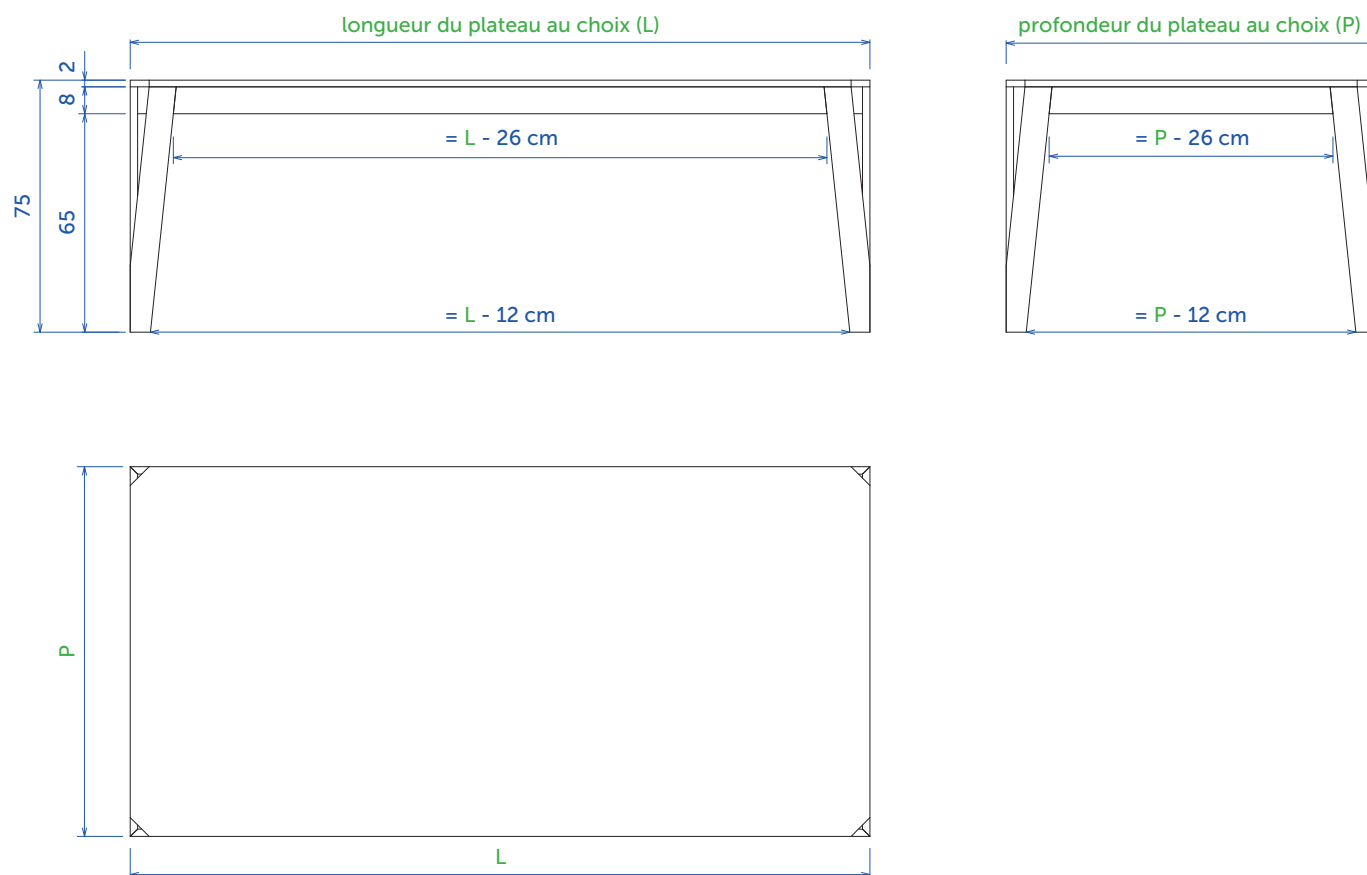 longueur du plateau au choix (L)
profondeur du plateau au choix (P)
2
8
= L - 26 cm
= P - 26 cm
75
65
= L - 12 cm
= P - 12 cm
P
L